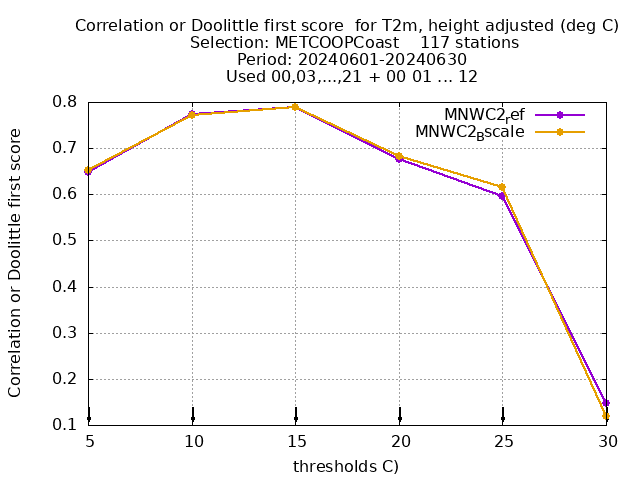 Correlation or Doolittle first score  for T2m, height adjusted (deg C)
Selection: METCOOPCoast    117 stations
Period: 20240601-20240630
Used 00,03,...,21 + 00 01 ... 12
MNWC2ref
MNWC2Bscale
Correlation or Doolittle first score
0.8
0.7
0.6
0.5
0.4
0.3
0.2
0.1
5 10 15 20 25 30
thresholds C)